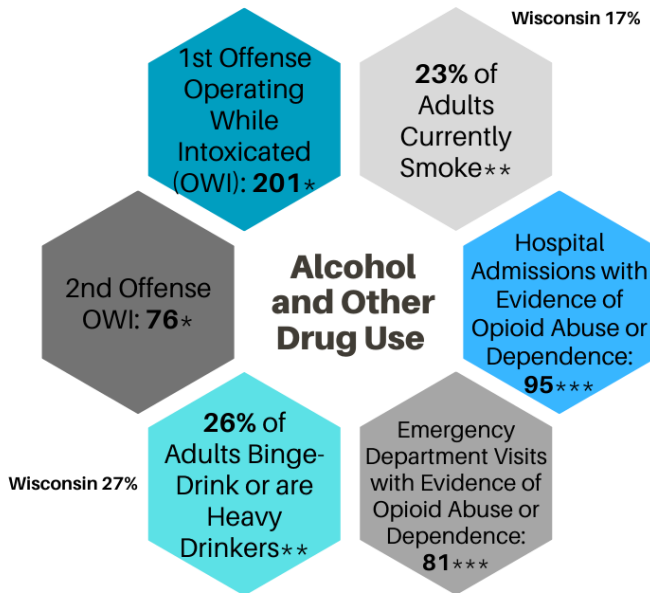 Wisconsin 17%
1st Offense
Operating
While
Intoxicated
(OWI): 201*
23% of
Adults
Currently
Smoke**
Hospital
Admissions with
Evidence of
Opioid Abuse or
Dependence:
95***
Alcohol
and Other
Drug Use
2nd Offense
OWI: 76*
26% of
Adults Binge-
Drink or are
Heavy
Drinkers**
Wisconsin 27%
Emergency
Department Visits
with Evidence of
Opioid Abuse or
Dependence:
81***